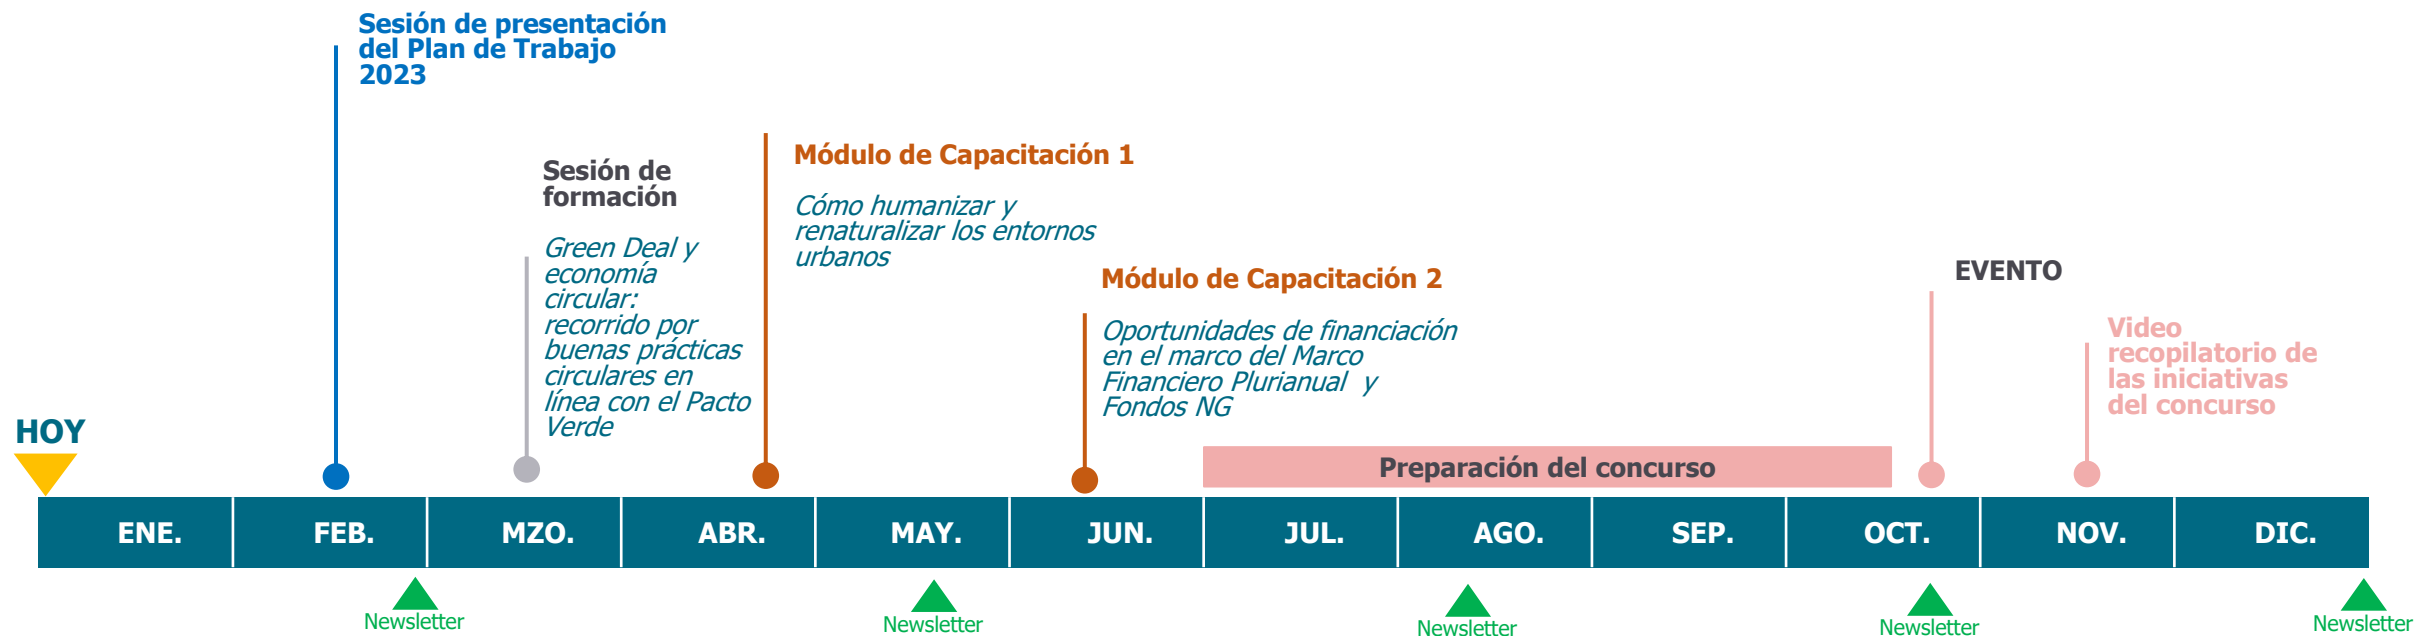 Sesión de presentación
del Plan de Trabajo
2023
Sesión de
formación
Green Deal y
economía
circular:
recorrido por
buenas prácticas
circulares en
línea con el Pacto
Verde
Módulo de Capacitación 1
Cómo humanizar y
renaturalizar los entornos
urbanos
Módulo de Capacitación 2
Oportunidades de financiación
en el marco del Marco
Financiero Plurianual y
Fondos NG
EVENTO
Video
recopilatorio de
las iniciativas
del concurso
HOY
Preparación del concurso
ENE.
FEB.
MZO.
ABR.
MAY.
JUN.
JUL.
AGO.
SEP.
OCT.
NOV.
DIC.
Newsletter
Newsletter
Newsletter
Newsletter
Newsletter